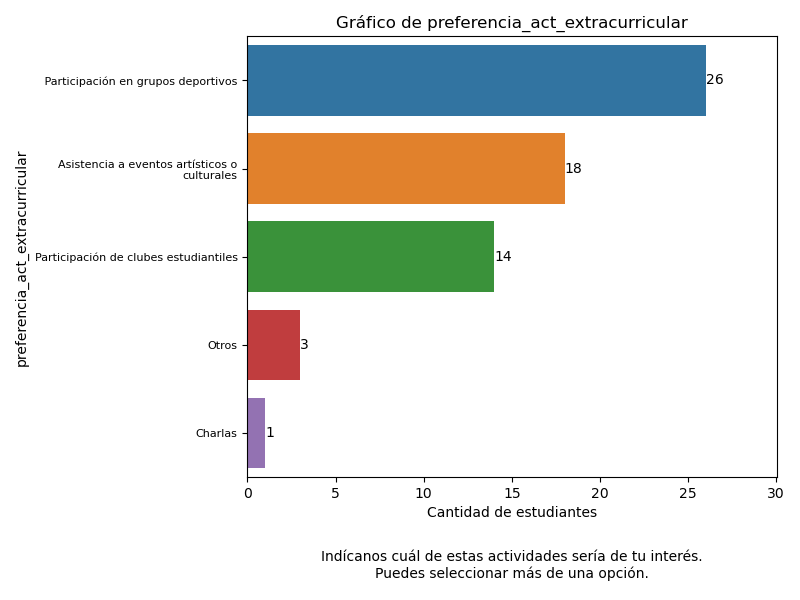 Gráfico de preferencia_act_extracurricular
preferencia_act_extracurricular
Participación en grupos deportivos
26
Asistencia a eventos artísticos o
culturales
18
Participación de clubes estudiantiles
14
Otros
3
Charlas
1
0 5 10 15 20 25 30
Cantidad de estudiantes
Indícanos cuál de estas actividades sería de tu interés.
Puedes seleccionar más de una opción.